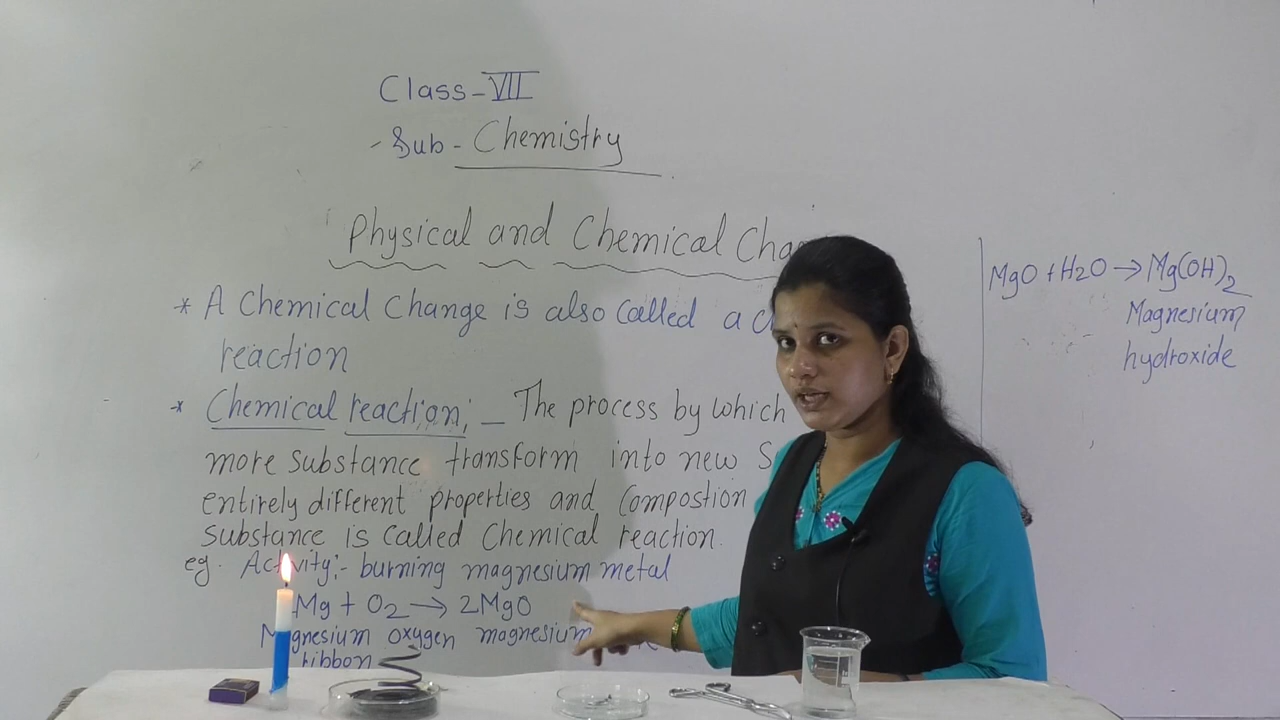 Class-VII
Sub- Chemistry
Physical and Chemical Cha
* A Chemical Change is also called a c
reaction
* Chemical reaction;_ The process by which
more substance transform into new S
entirely different properties and Compostion
substance is called Chemical reaction.
eg. Activity:- burning magnesium metal
Mg + O2 → 2MgO
Magnesium oxygen magnesium
ribbon
MgO + H2O → Mg(OH)2
Magnesium
hydroxide